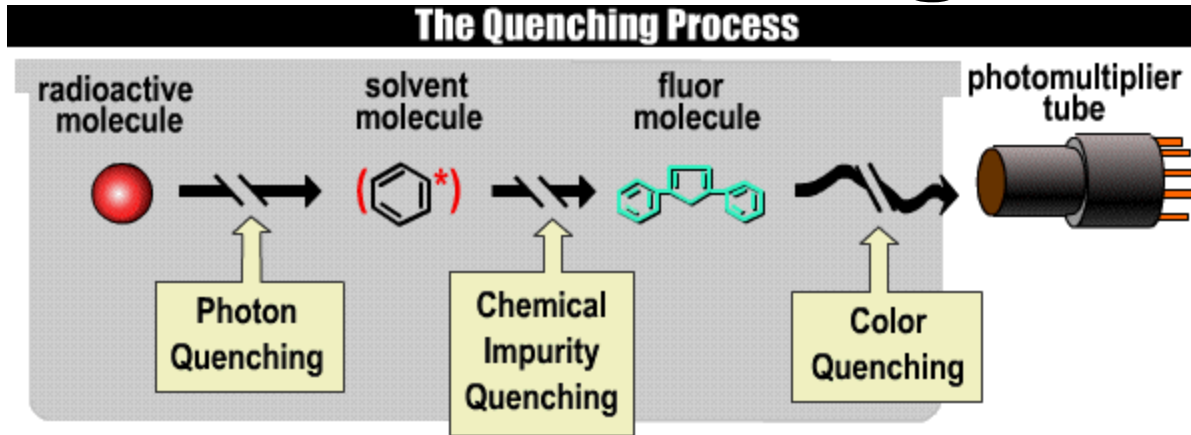 The Quenching Process
radioactive
molecule
solvent
molecule
fluor
molecule
photomultiplier
tube
( * )
Photon
Quenching
Chemical
Impurity
Quenching
Color
Quenching